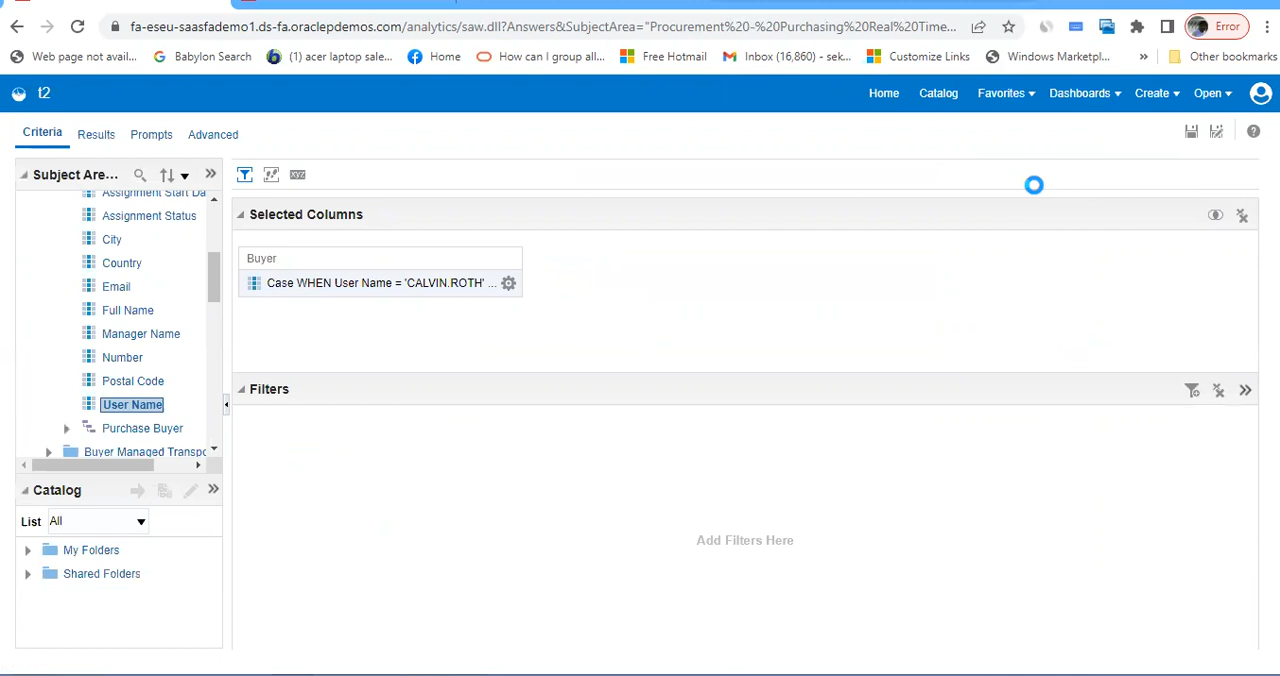 fa-eseu-saasfademo1.ds-fa.oraclepdemos.com/analytics/saw.dll?Answers&SubjectArea="Procurement%20-%20Purchasing%20Real%20Time...
Error
Web page not avail...
Babylon Search
(1) acer laptop sale...
Home
How can I group all...
Free Hotmail
Inbox (16,860) - sek...
Customize Links
Windows Marketpl...
»
Other bookmarks
t2
Home
Catalog
Favorites
Dashboards
Create
Open
Criteria
Results
Prompts
Advanced
Subject Are...
XYZ
Assignment Start Da
Assignment Status
City
Country
Email
Full Name
Manager Name
Number
Postal Code
User Name
Purchase Buyer
Buyer Managed Transpo
Selected Columns
Buyer
Case WHEN User Name = 'CALVIN.ROTH' ...
Filters
Add Filters Here
Catalog
List All
My Folders
Shared Folders